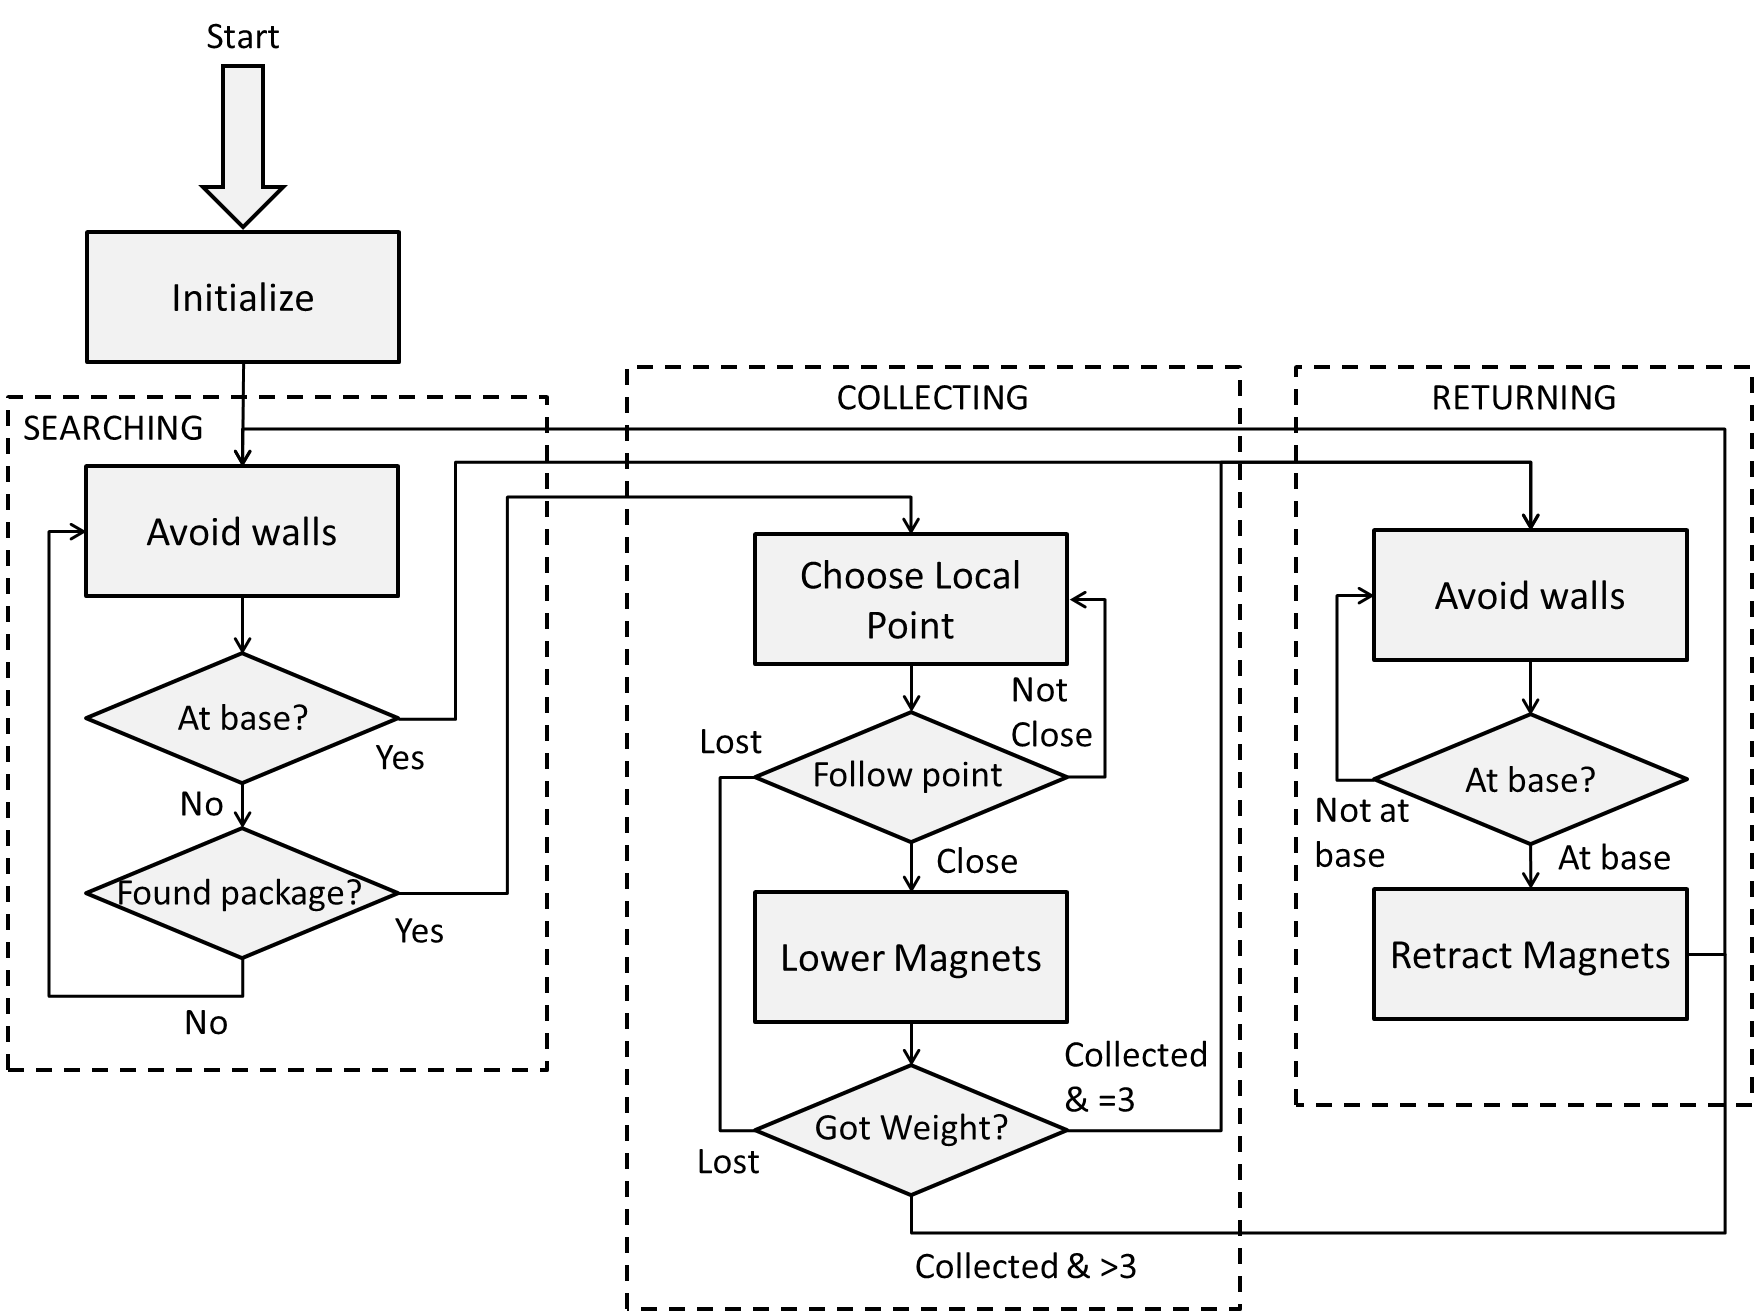 Start
Initialize
SEARCHING
Avoid walls
At base?
Yes
No
Found package?
Yes
No
COLLECTING
Choose Local
Point
Not
Close
Lost
Follow point
Close
Lower Magnets
Collected
& =3
Got Weight?
Lost
Collected & >3
RETURNING
Avoid walls
At base?
Not at
base
At base
Retract Magnets